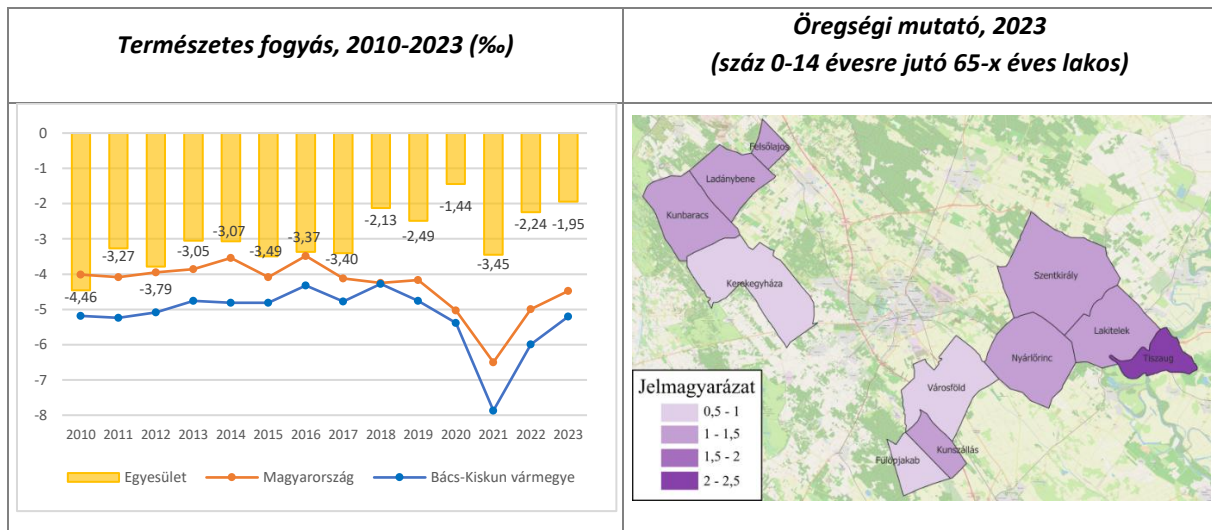 Természetes fogyás, 2010-2023 (‰)
0
-1
-2
-3
-4
-5
-6
-7
-8
-4,46
-3,27
-3,79
-3,05
-3,07
-3,49
-3,37
-3,40
-2,13
-2,49
-1,44
-3,45
-2,24
-1,95
2010 2011 2012 2013 2014 2015 2016 2017 2018 2019 2020 2021 2022 2023
Egyesület Magyarország Bács-Kiskun vármegye
Öregségi mutató, 2023
(száz 0-14 évesre jutó 65-x éves lakos)
Felsőlajos
Ladánybene
Kunbaracs
Kerekegyháza
Szentkirály
Lakitelek
Tiszaug
Nyárlőrinc
Városföld
Kunszállás
Fülöpjakab
Jelmagyarázat
0,5 - 1
1 - 1,5
1,5 - 2
2 - 2,5